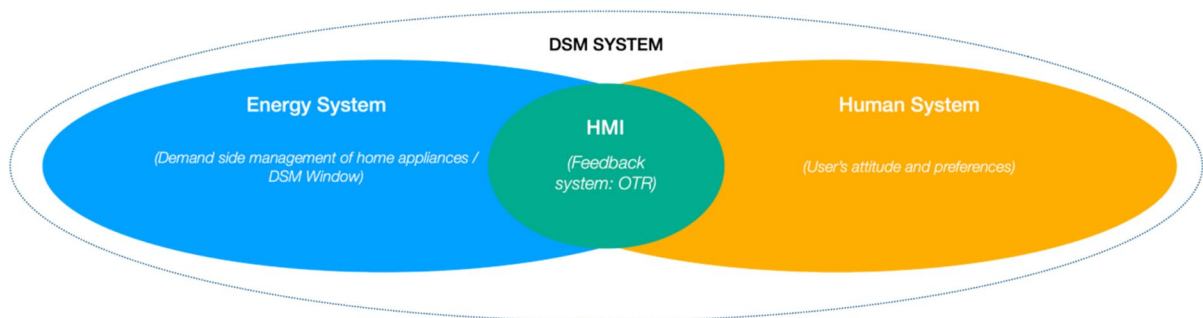 DSM SYSTEM
Energy System
(Demand side management of home appliances /
DSM Window)
HMI
(Feedback
system: OTR)
Human System
(User's attitude and preferences)